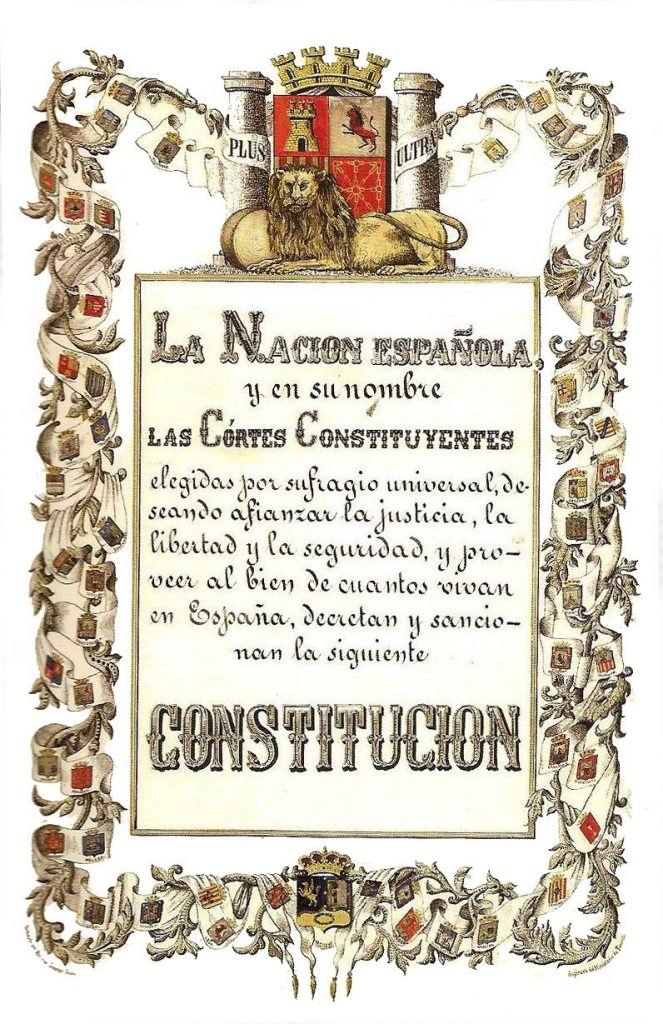 PLUS ULTRA
LA NACION ESPAÑOLA,
y en su nombre
LAS CÓRTES CONSTITUYENTES
elegidas por sufragio universal, de-
seando afianzar la justicia, la
libertad y la seguridad, y pro-
veer al bien de cuantos vivan
en España, decretan y sancio-
nan la siguiente
CONSTITUCION